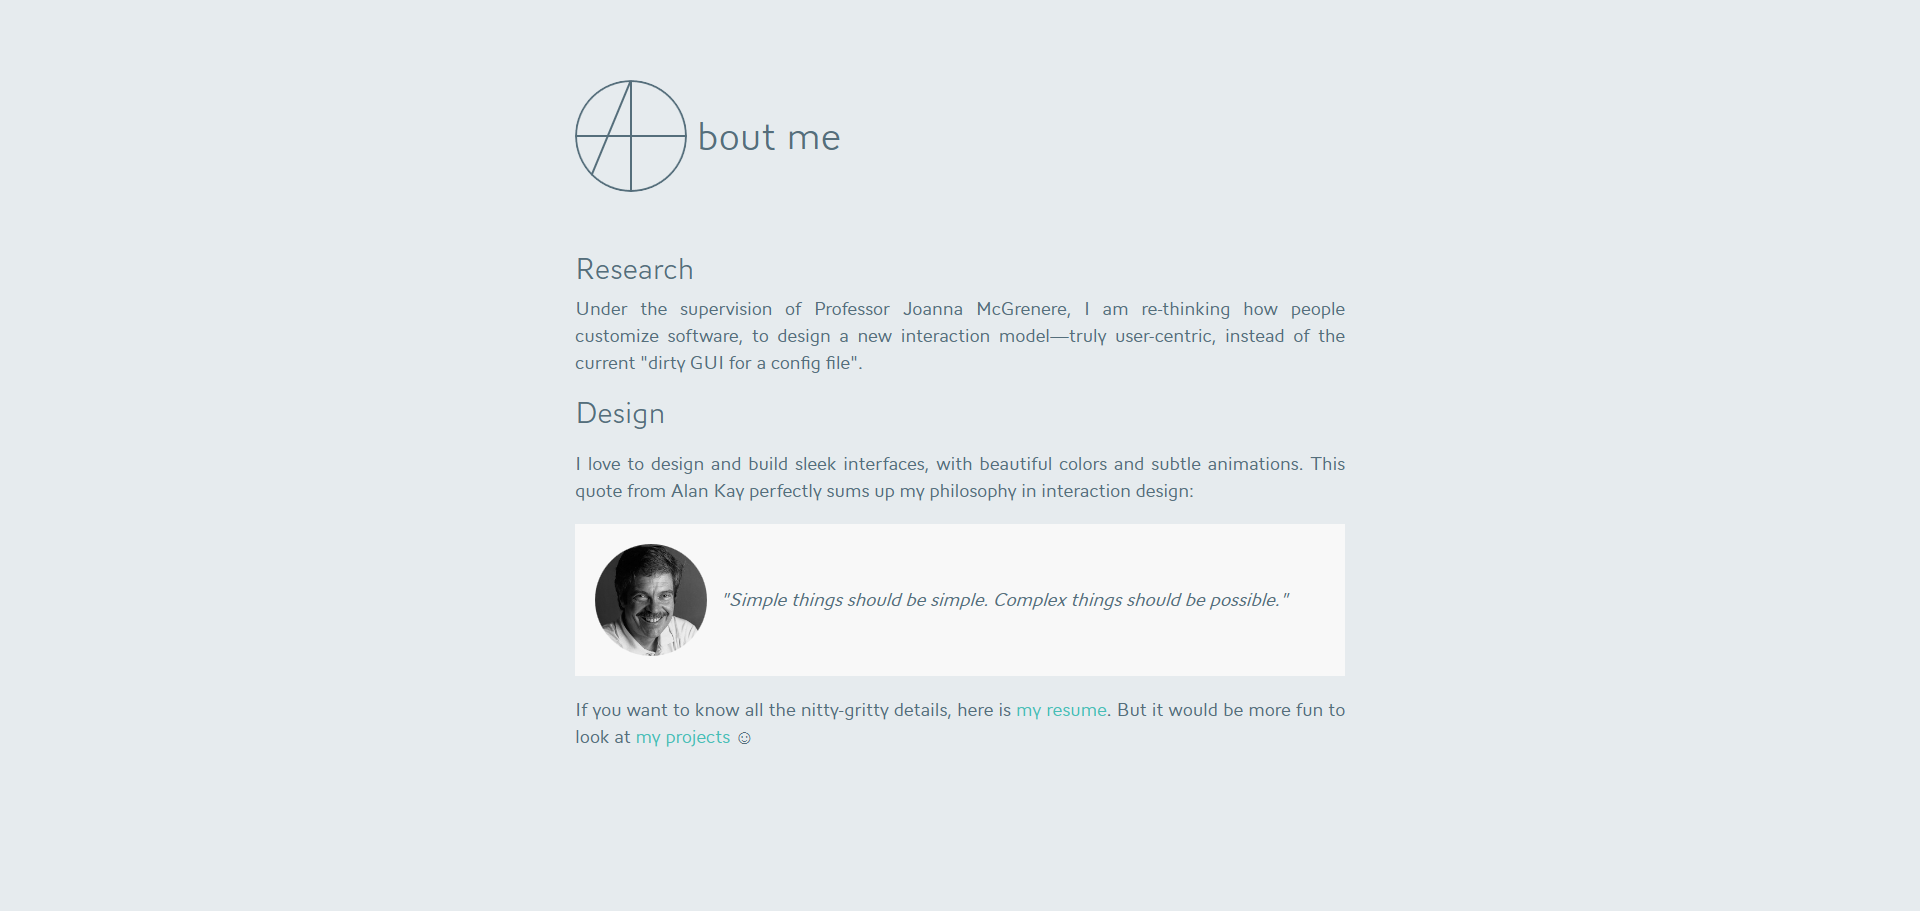 About me
Research
Under the supervision of Professor Joanna McGrenere, I am re-thinking how people
customize software, to design a new interaction model—truly user-centric, instead of the
current "dirty GUI for a config file".
Design
I love to design and build sleek interfaces, with beautiful colors and subtle animations. This
quote from Alan Kay perfectly sums up my philosophy in interaction design:
"Simple things should be simple. Complex things should be possible."
If you want to know all the nitty-gritty details, here is my resume. But it would be more fun to
look at my projects ☺